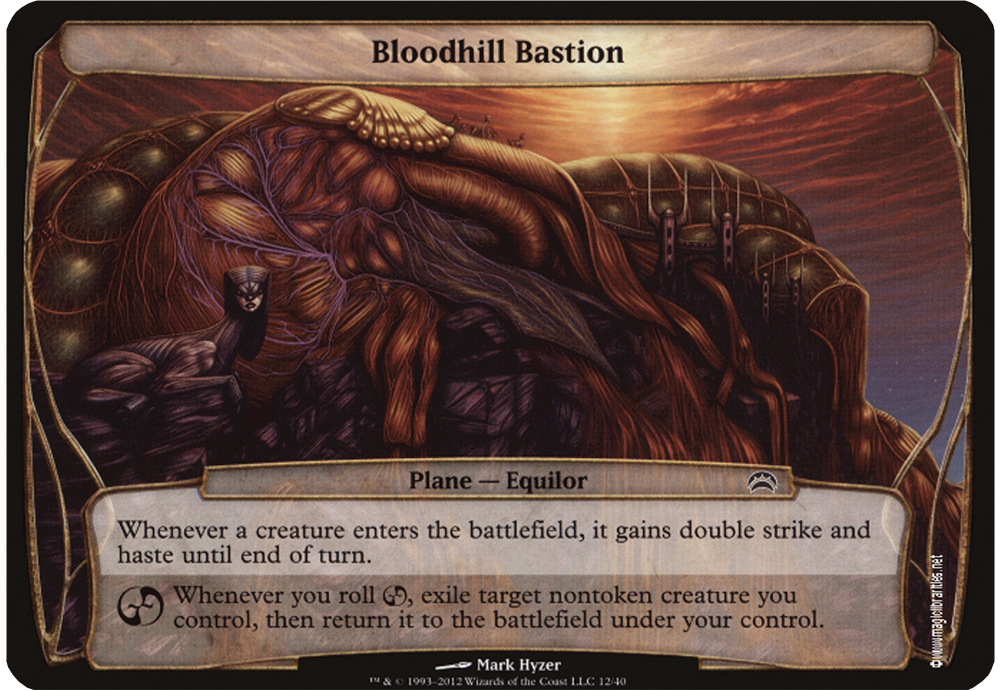 Bloodhill Bastion
Plane — Equilor
Whenever a creature enters the battlefield, it gains double strike and
haste until end of turn.
Whenever you roll , exile target nontoken creature you
control, then return it to the battlefield under your control.
Mark Hyzer
™ & © 1993–2012 Wizards of the Coast LLC 12/40
© www.magiclibrarities.net